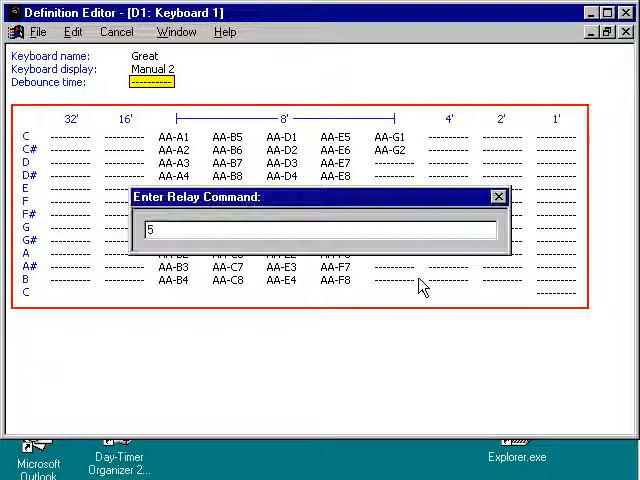 Definition Editor - [D1: Keyboard 1]
File Edit Cancel Window Help
Keyboard name: Great
Keyboard display: Manual 2
Debounce time: ----------
32' 16' 8' 4' 2' 1'
C ---------- ---------- AA-A1 AA-B5 AA-D1 AA-E5 AA-G1 ---------- ---------- ----------
C# ---------- ---------- AA-A2 AA-B6 AA-D2 AA-E6 AA-G2 ---------- ---------- ----------
D ---------- ---------- AA-A3 AA-B7 AA-D3 AA-E7 ---------- ---------- ---------- ----------
D# ---------- ---------- AA-A4 AA-B8 AA-D4 AA-E8 ---------- ---------- ---------- ----------
Enter Relay Command:
E
F
F#
G
5
G#
A
A# ---------- ---------- AA-B3 AA-C7 AA-E3 AA-F7 ---------- ---------- ---------- ----------
B ---------- ---------- AA-B4 AA-C8 AA-E4 AA-F8 ---------- ---------- ---------- ----------
C ----------
Microsoft
Outlook
Day-Timer
Organizer 2...
Explorer.exe